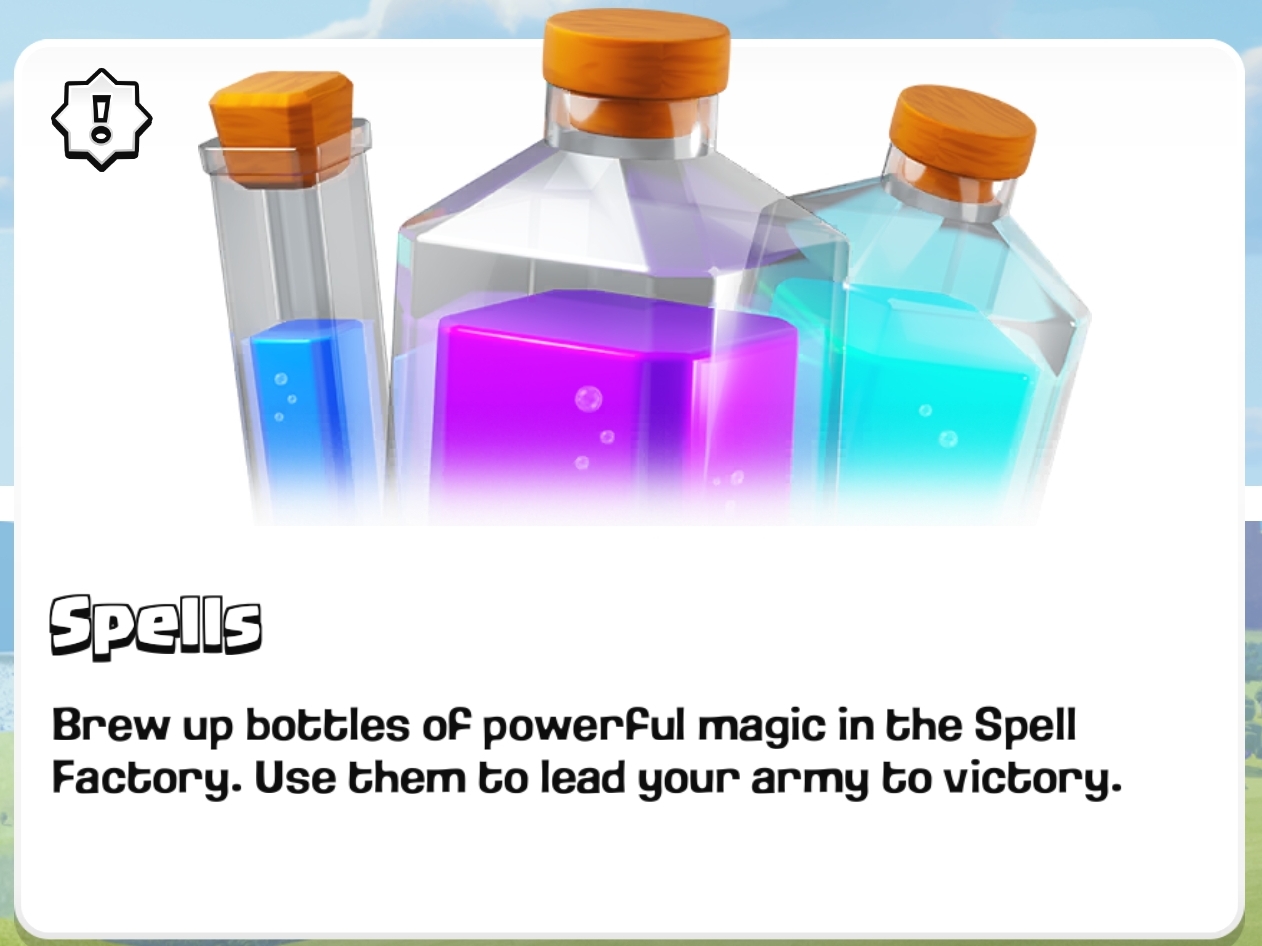 !
Spells
Brew up bottles of powerful magic in the Spell
Factory. Use them to lead your army to victory.